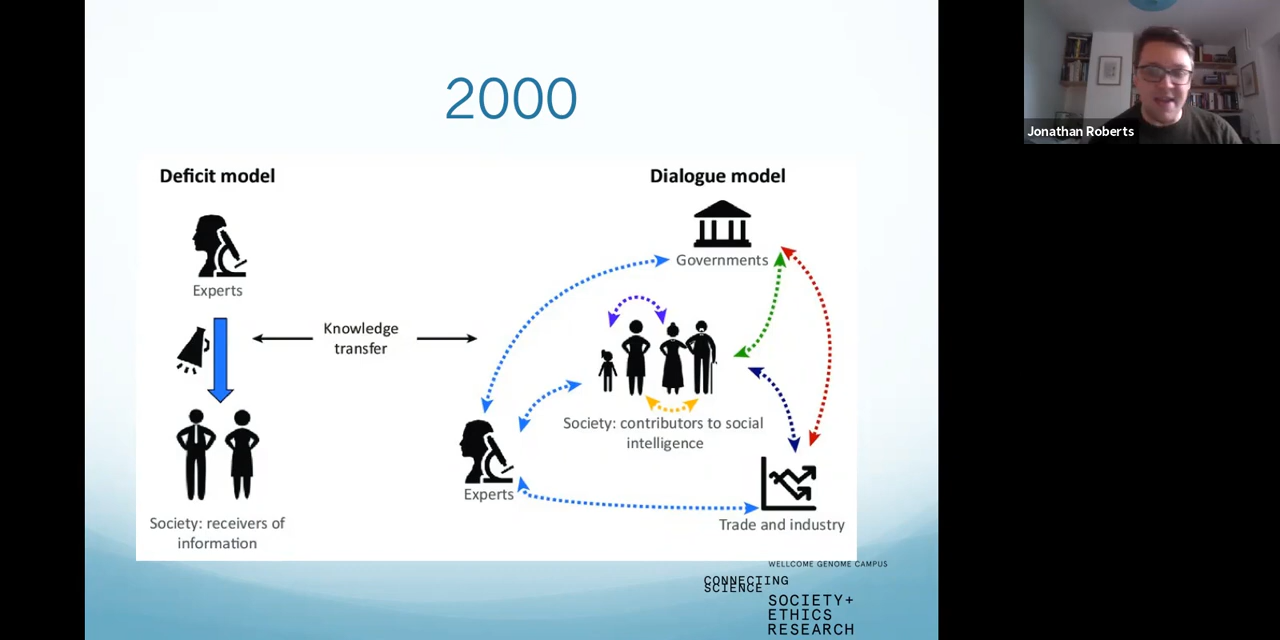 2000
Deficit model
Experts
Knowledge
transfer
Society: receivers of
information
Dialogue model
Governments
Society: contributors to social
intelligence
Experts
Trade and industry
WELLCOME GENOME CAMPUS
CONNECTING
SCIENCE
SOCIETY+
ETHICS
RESEARCH
Jonathan Roberts